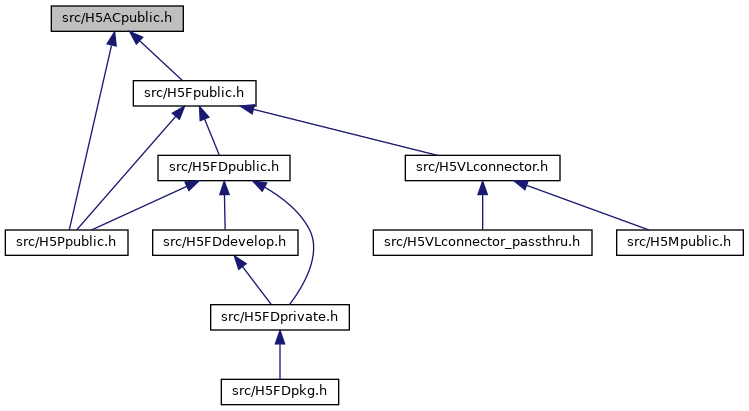 src/H5ACpublic.h
src/H5Fpublic.h
src/H5FDpublic.h
src/H5VLconnector.h
src/H5Ppublic.h
src/H5FDdevelop.h
src/H5VLconnector_passthru.h
src/H5Mpublic.h
src/H5FDprivate.h
src/H5FDpkg.h